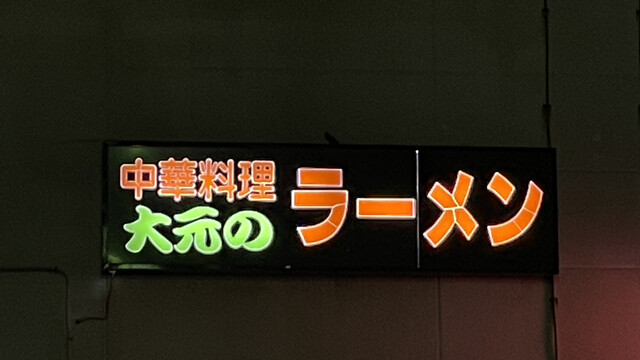 中華料理
大元の
ラーメン